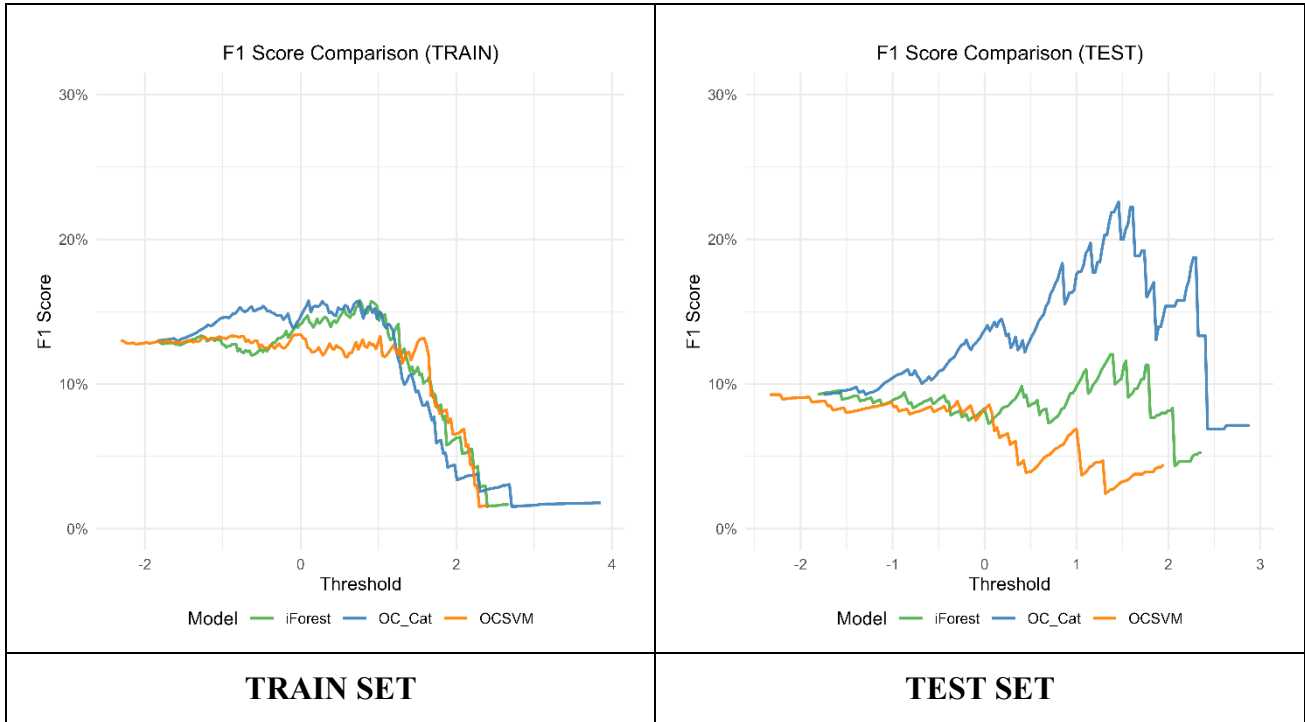 F1 Score Comparison (TRAIN)
30%
20%
10%
0%
F1 Score
-2
0
2
4
Threshold
Model iForest OC_Cat OCSVM
TRAIN SET
F1 Score Comparison (TEST)
30%
20%
10%
0%
F1 Score
-2
-1
0
1
2
3
Threshold
Model iForest OC_Cat OCSVM
TEST SET